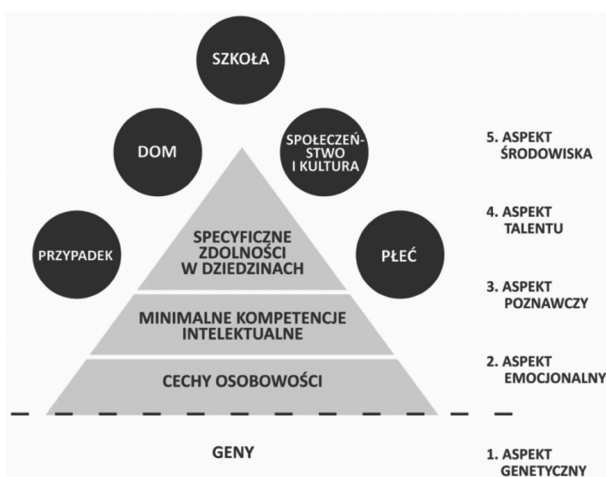 SZKOŁA
DOM
SPOŁECZEŃ-
STWO
I KULTURA
PRZYPADEK
PŁEĆ
SPECYFICZNE
ZDOLNOŚCI
W DZIEDZINACH
MINIMALNE KOMPETENCJE
INTELEKTUALNE
CECHY OSOBOWOŚCI
GENY
5. ASPEKT
ŚRODOWISKA
4. ASPEKT
TALENTU
3. ASPEKT
POZNAWCZY
2. ASPEKT
EMOCJONALNY
1. ASPEKT
GENETYCZNY